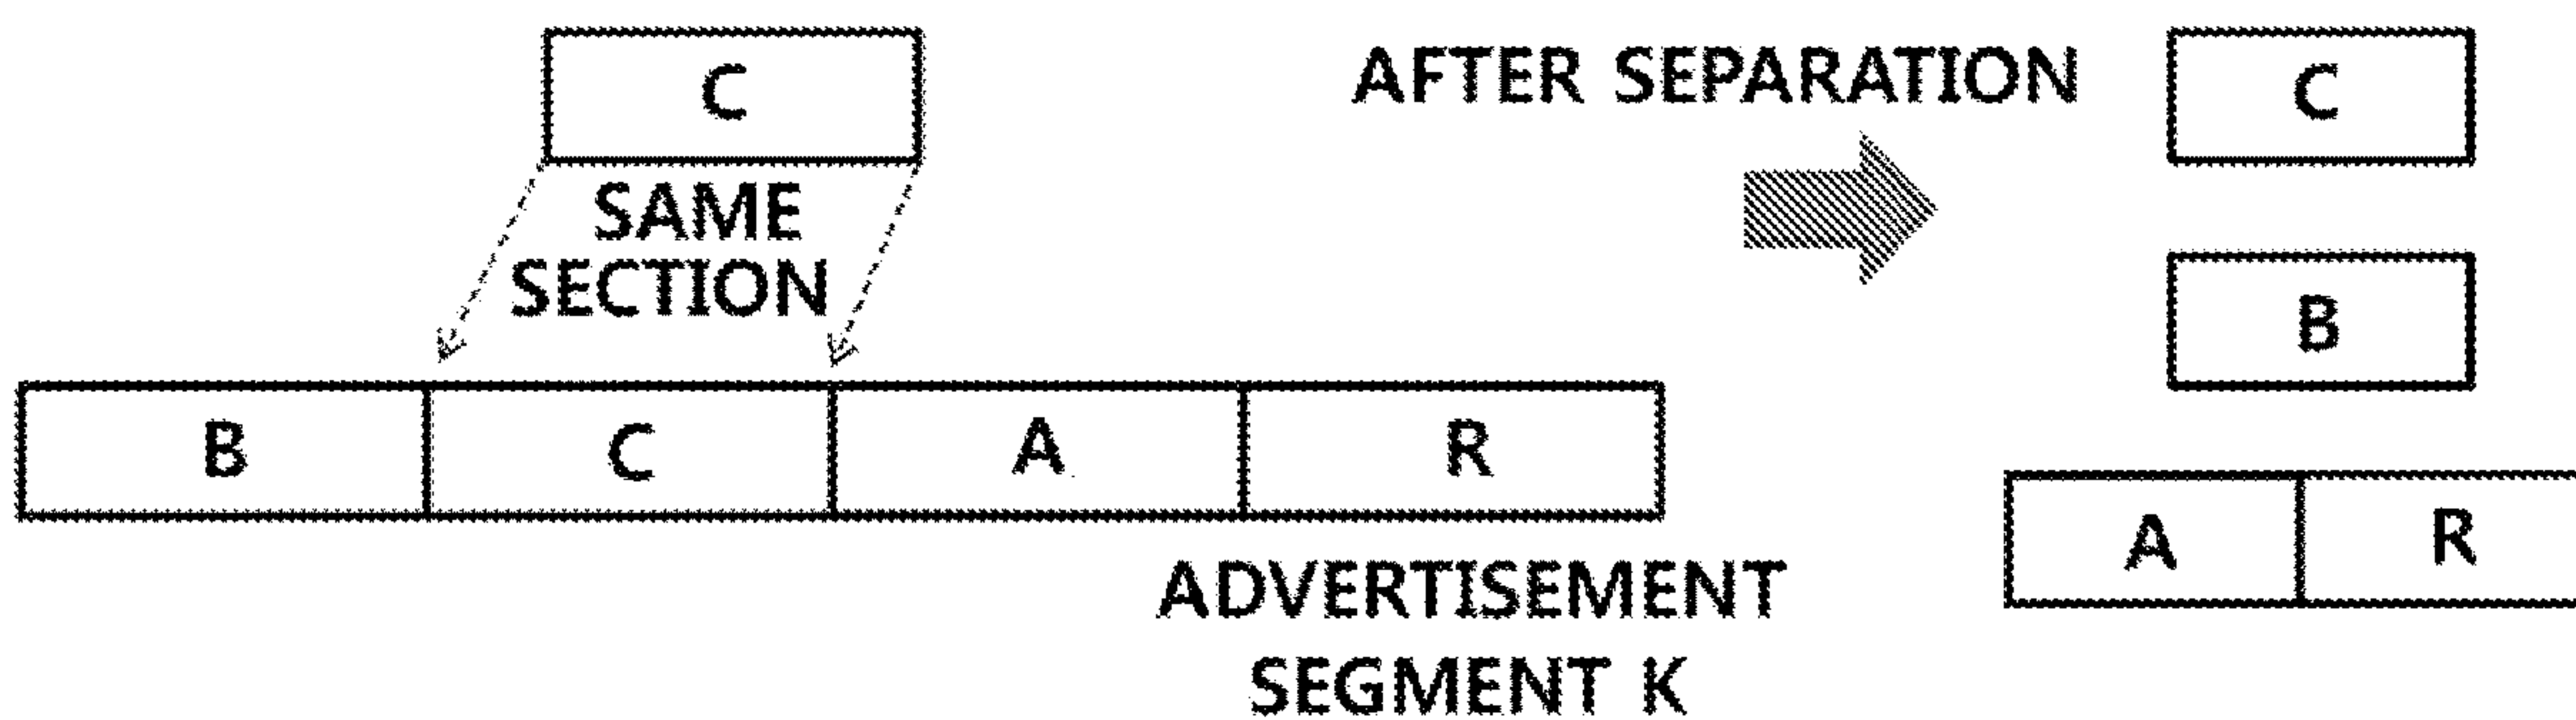 C
SAME
SECTION
B C A R
ADVERTISEMENT
SEGMENT K
AFTER SEPARATION
C
B
A R